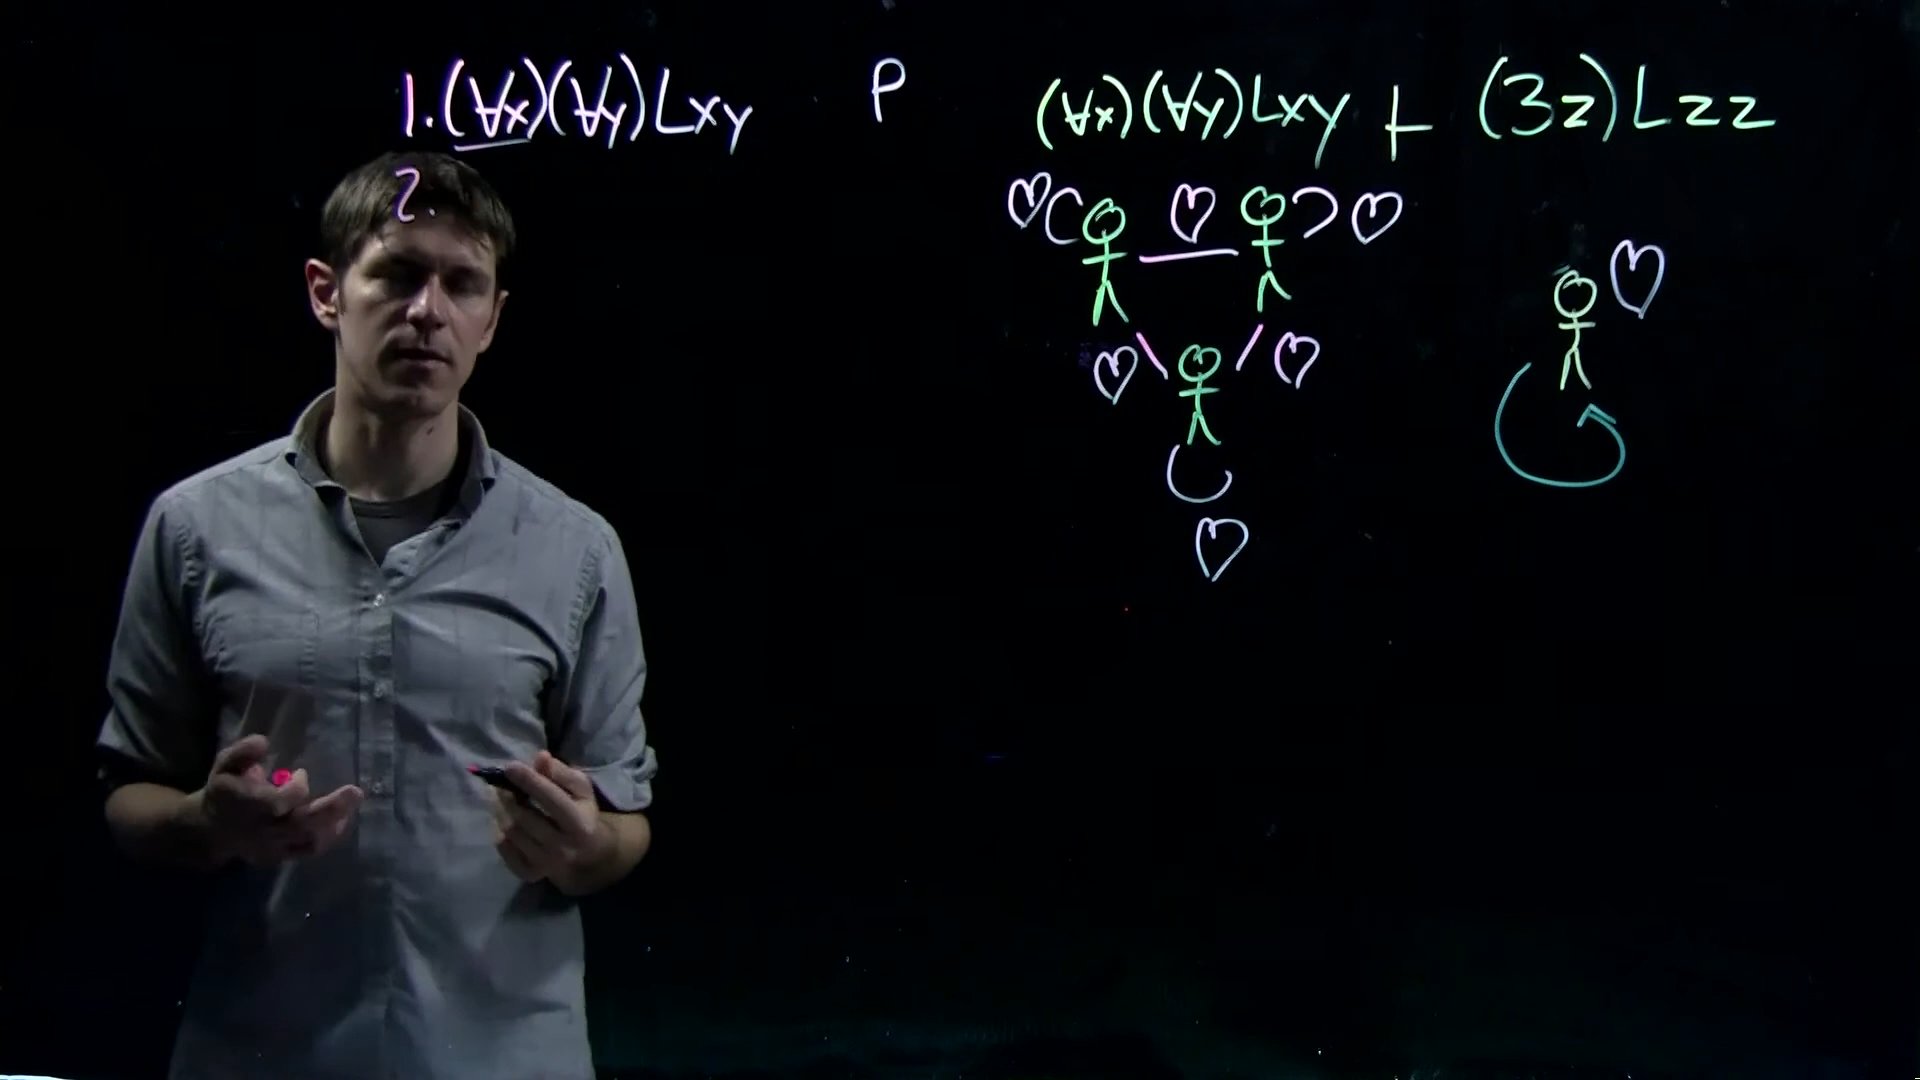 1. (∀x)(∀y)Lxy P
2.
(∀x)(∀y)Lxy ⊢ (∃z)Lzz